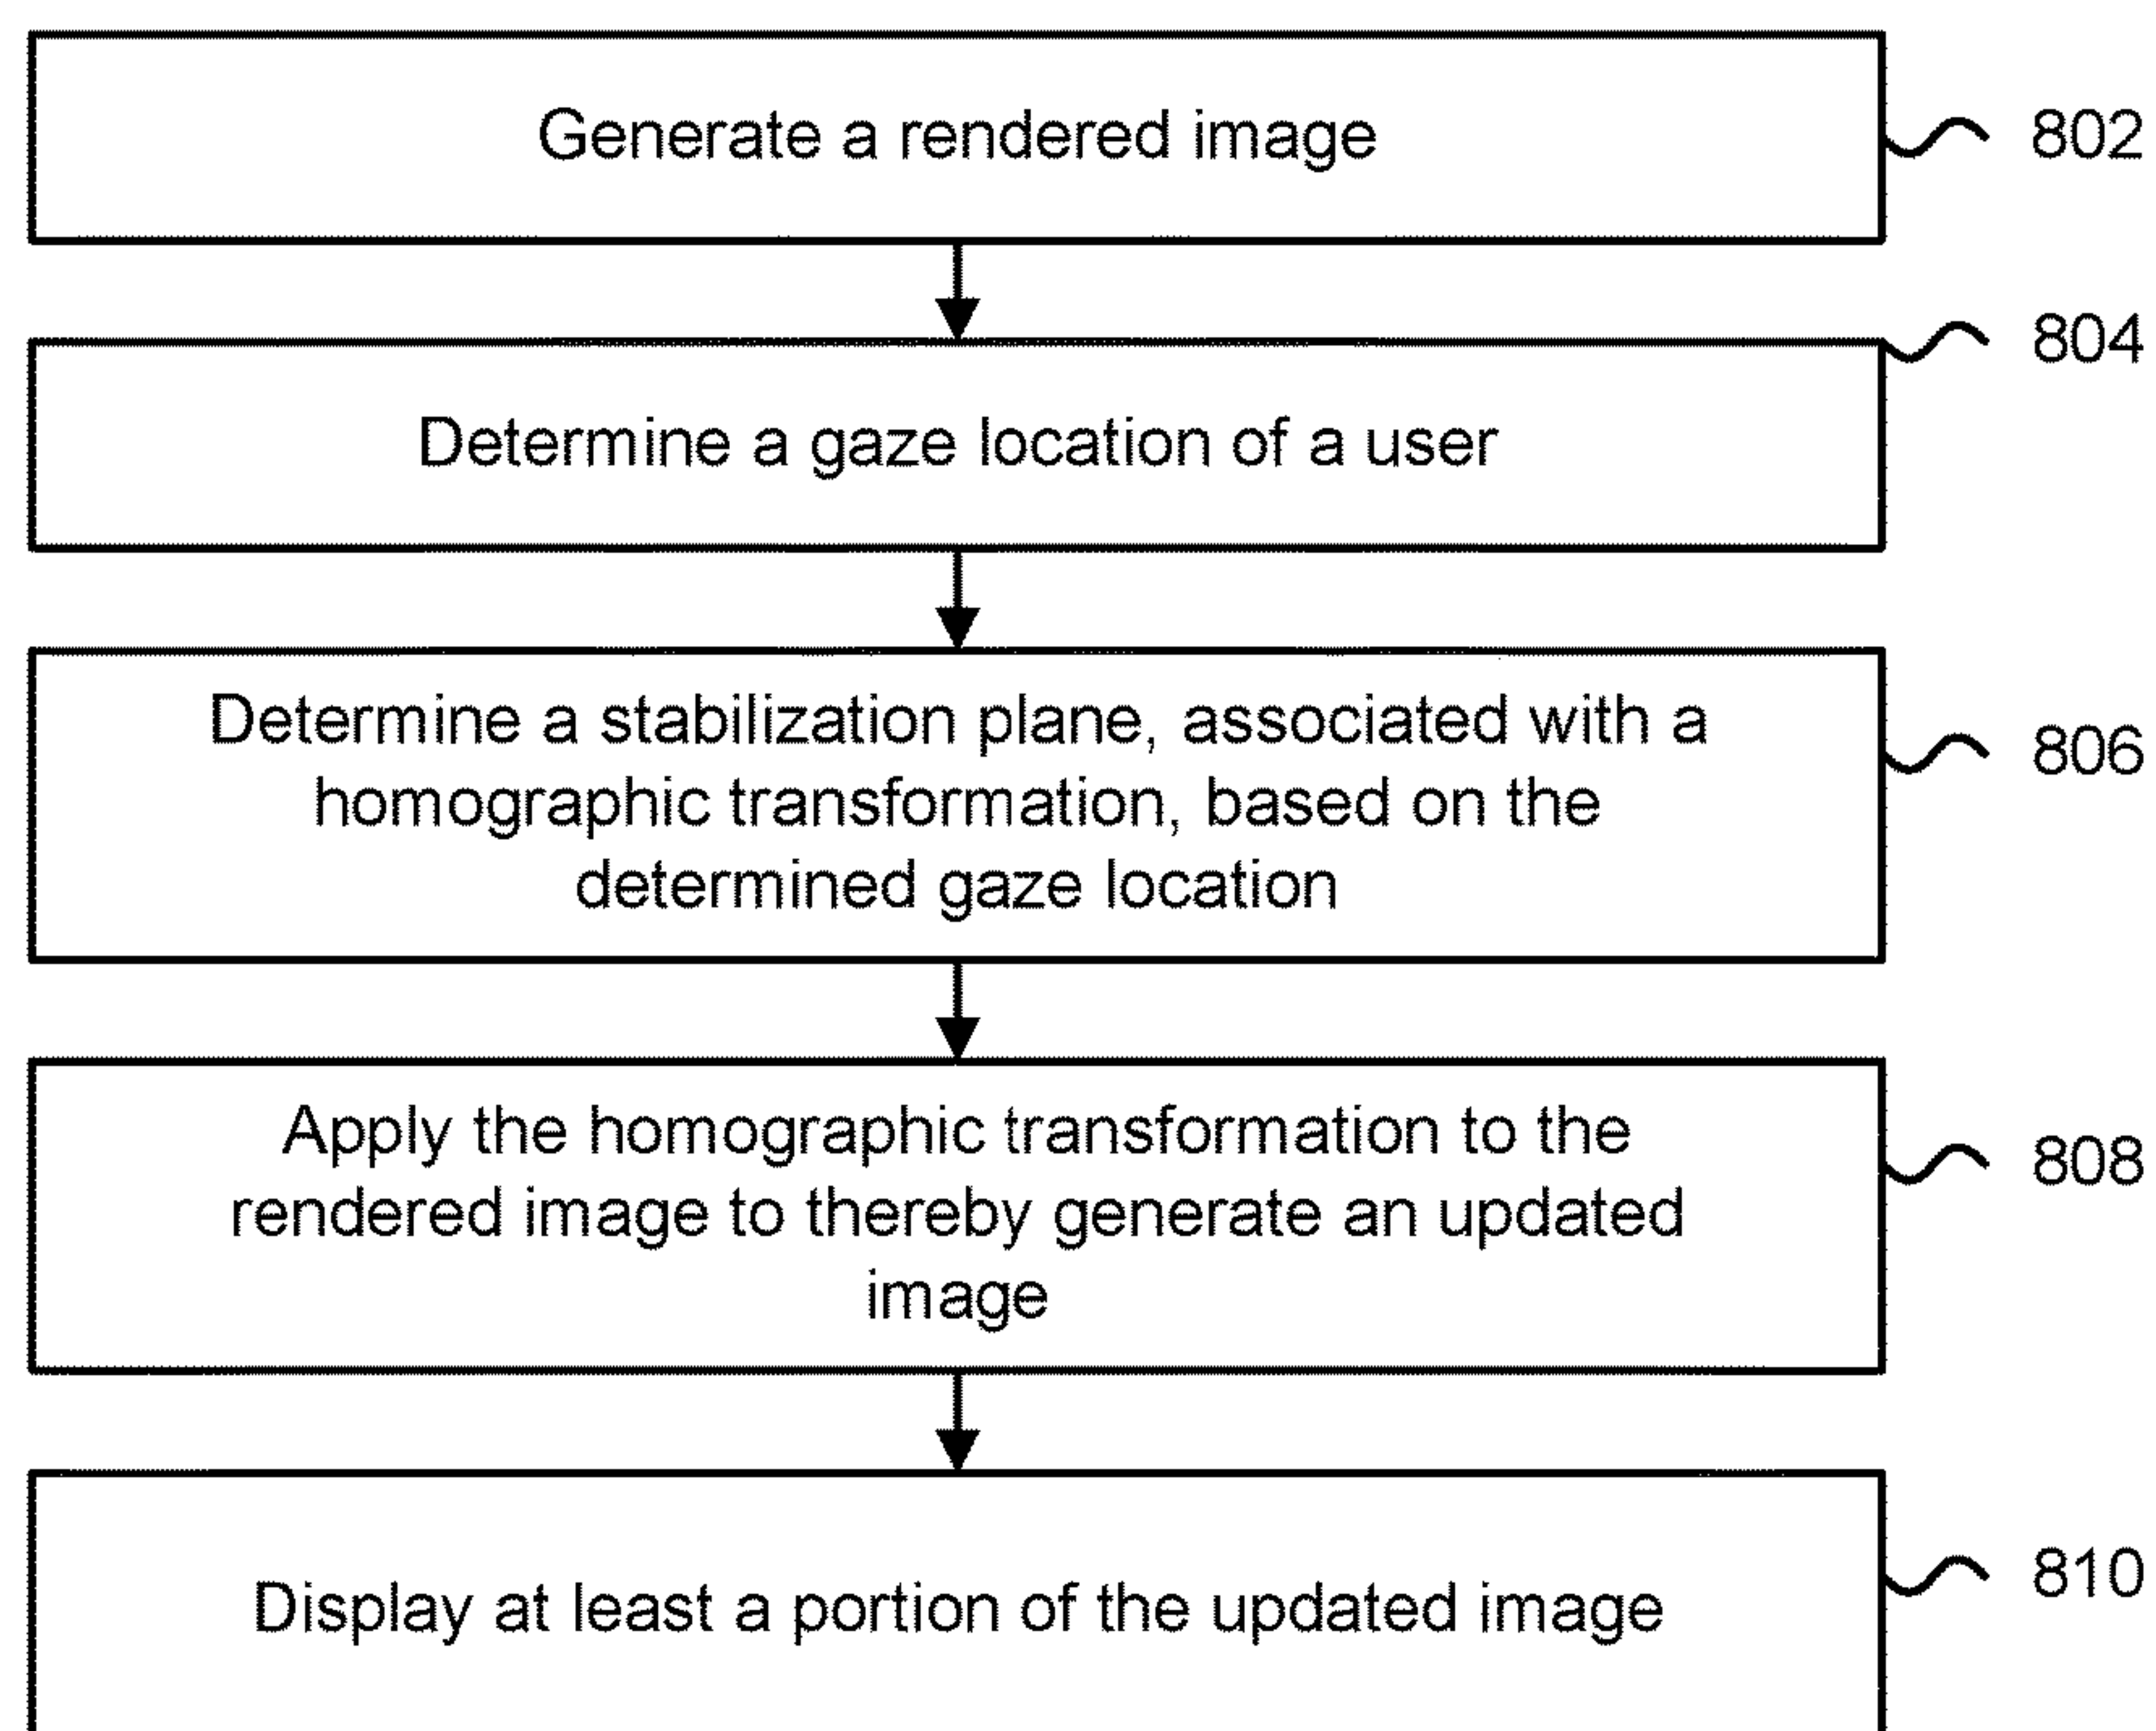 Generate a rendered image
802
804
Determine a gaze location of a user
Determine a stabilization plane, associated with a
homographic transformation, based on the
determined gaze location
806
Apply the homographic transformation to the
rendered image to thereby generate an updated
image
808
Display at least a portion of the updated image
810